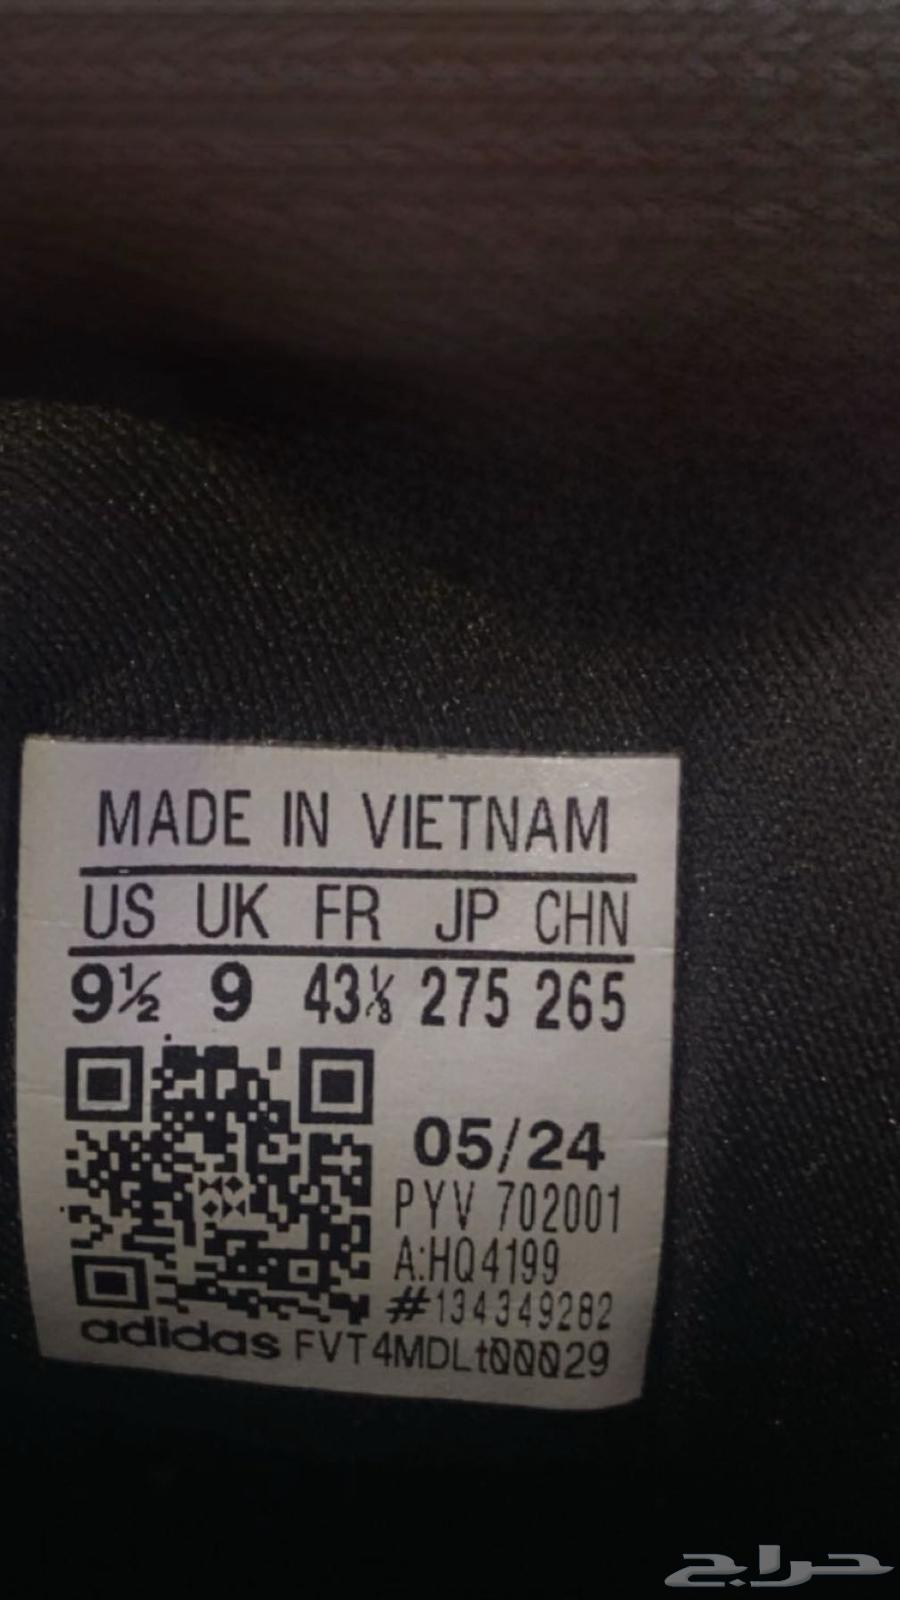 MADE IN VIETNAM
US UK FR JP CHN
9½ 9 43⅓ 275 265
05/24
PYV 702001
A:HQ4199
#134349282
adidas FVT4MDLt00029
حراج